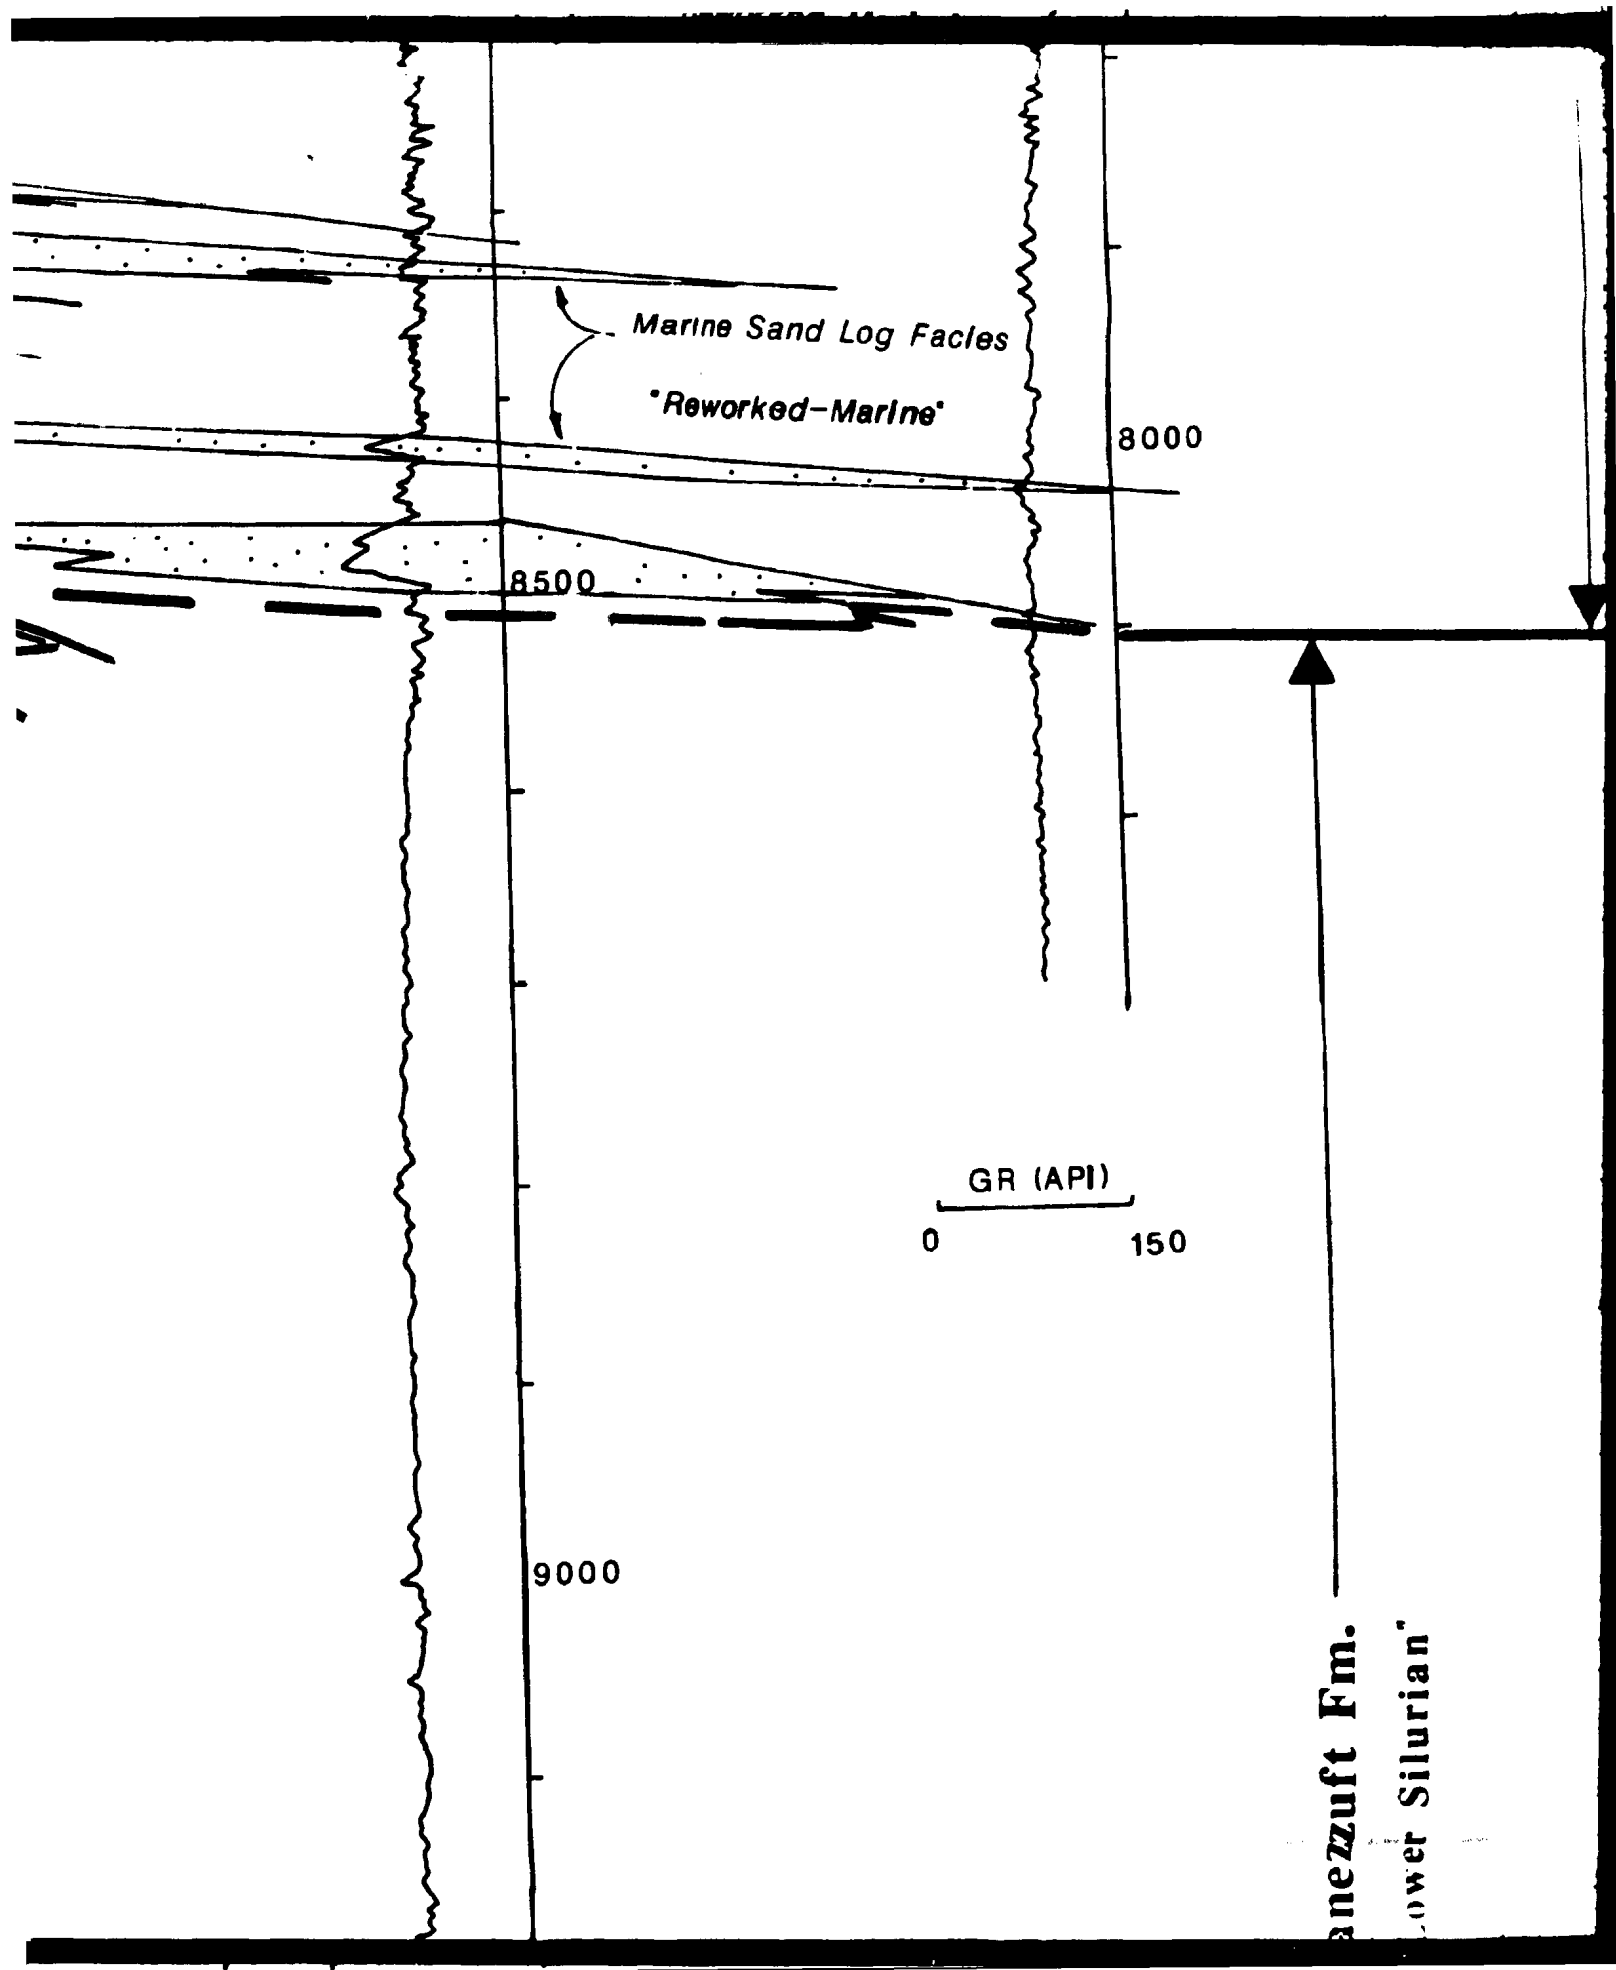 Marine Sand Log Facies
"Reworked-Marine"
8000
8500
GR (API)
0 150
9000
anezzuft Fm.
ower Silurian"